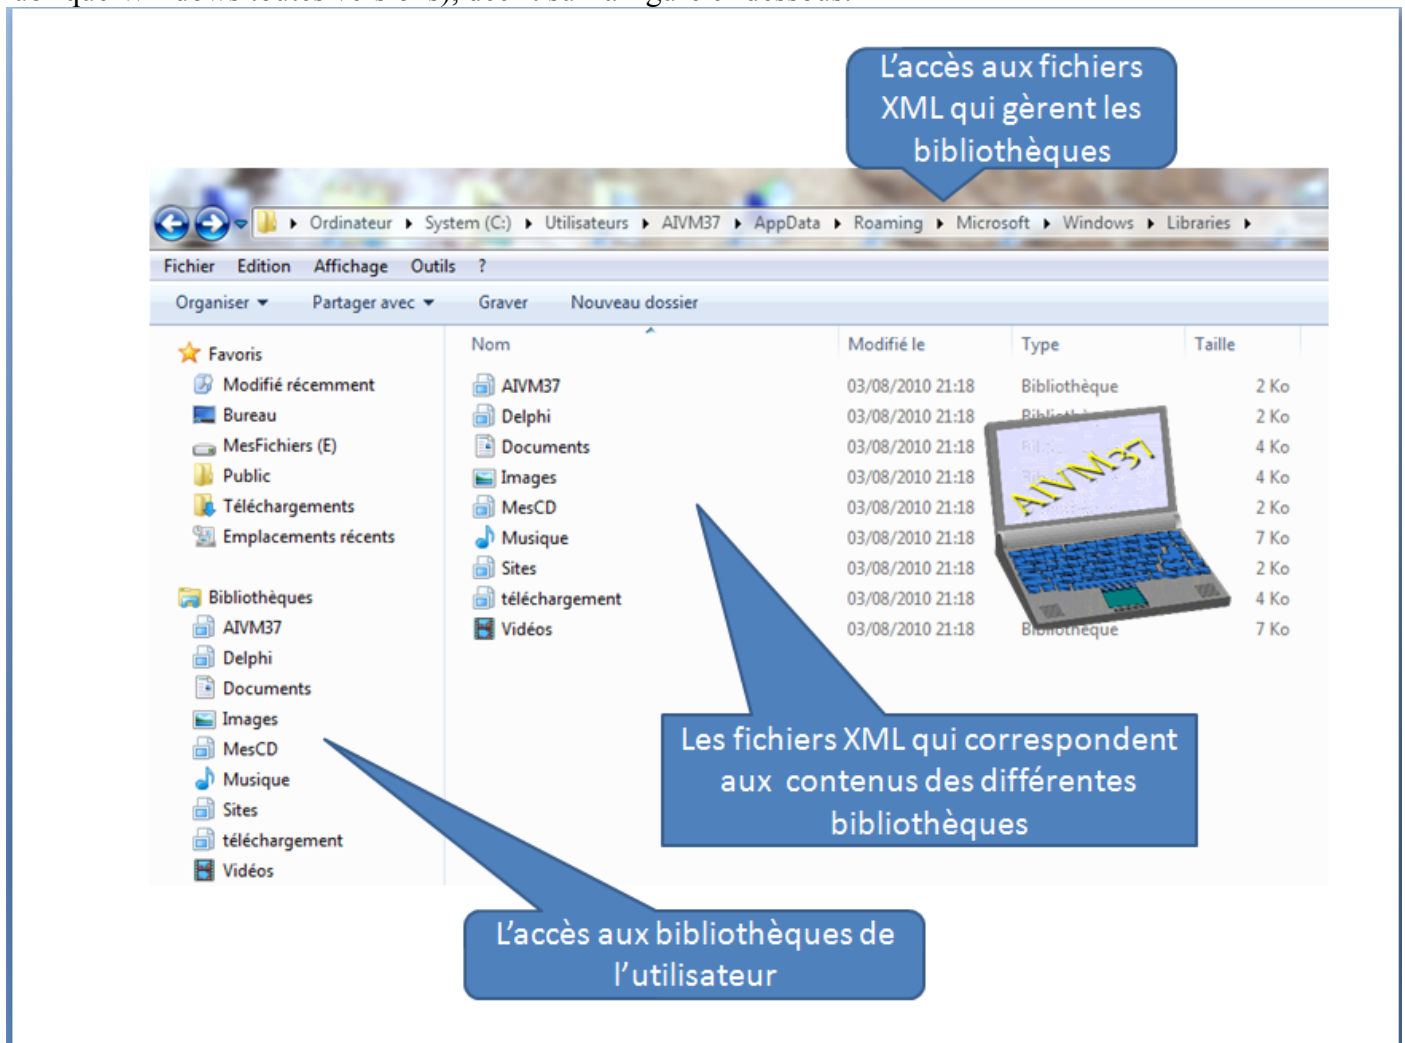 L'accès aux fichiers
XML qui gèrent les
bibliothèques
Ordinateur System (C:) Utilisateurs AIVM37 AppData Roaming Microsoft Windows Libraries
Fichier Edition Affichage Outils ?
Organiser Partager avec Graver Nouveau dossier
Favoris
Modifié récemment
Bureau
MesFichiers (E)
Public
Téléchargements
Emplacements récents
Bibliothèques
AIVM37
Delphi
Documents
Images
MesCD
Musique
Sites
téléchargement
Vidéos
Nom Modifié le Type Taille
AIVM37 03/08/2010 21:18 Bibliothèque 2 Ko
Delphi 03/08/2010 21:18 2 Ko
Documents 03/08/2010 21:18 4 Ko
Images 03/08/2010 21:18 4 Ko
MesCD 03/08/2010 21:18 2 Ko
Musique 03/08/2010 21:18 7 Ko
Sites 03/08/2010 21:18 2 Ko
téléchargement 03/08/2010 21:18 4 Ko
Vidéos 03/08/2010 21:18 Bibliothèque 7 Ko
AIVM37
Les fichiers XML qui correspondent
aux contenus des différentes
bibliothèques
L'accès aux bibliothèques de
l'utilisateur